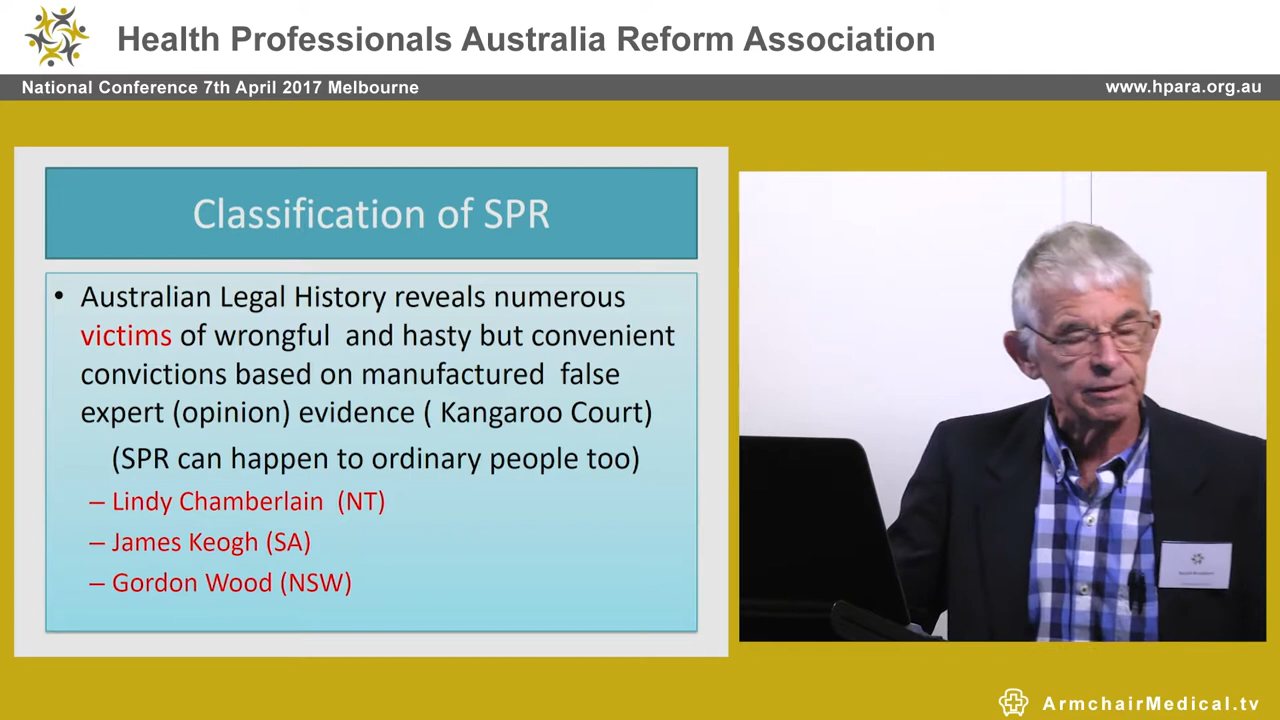 Health Professionals Australia Reform Association
National Conference 7th April 2017 Melbourne
www.hpara.org.au
Classification of SPR
• Australian Legal History reveals numerous
victims of wrongful and hasty but convenient
convictions based on manufactured false
expert (opinion) evidence ( Kangaroo Court)
(SPR can happen to ordinary people too)
– Lindy Chamberlain (NT)
– James Keogh (SA)
– Gordon Wood (NSW)
ArmchairMedical.tv